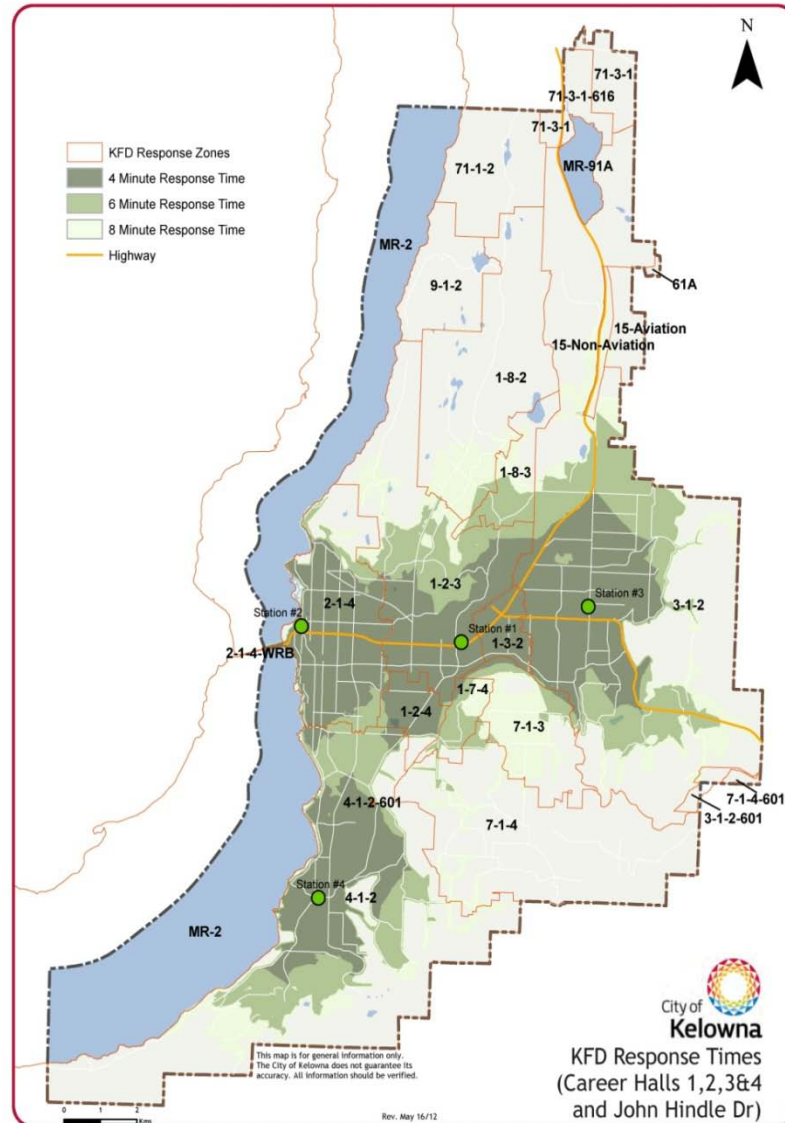 N
71-3-1
71-3-1-616
71-3-1
KFD Response Zones
4 Minute Response Time
6 Minute Response Time
8 Minute Response Time
Highway
71-1-2
MR-91A
MR-2
9-1-2
61A
15-Aviation
15-Non-Aviation
1-8-2
1-8-3
1-2-3
2-1-4
Station #3
3-1-2
Station #2
Station #1
1-3-2
2-1-4-WRB
1-7-4
1-2-4
7-1-3
4-1-2-601
7-1-4-601
3-1-2-601
7-1-4
Station #4
4-1-2
MR-2
City of
Kelowna
KFD Response Times
(Career Halls 1,2,3&4
and John Hindle Dr)
This map is for general information only.
The City of Kelowna does not guarantee its
accuracy. All information should be verified.
0 1 2
Kms
Rev. May 16/12